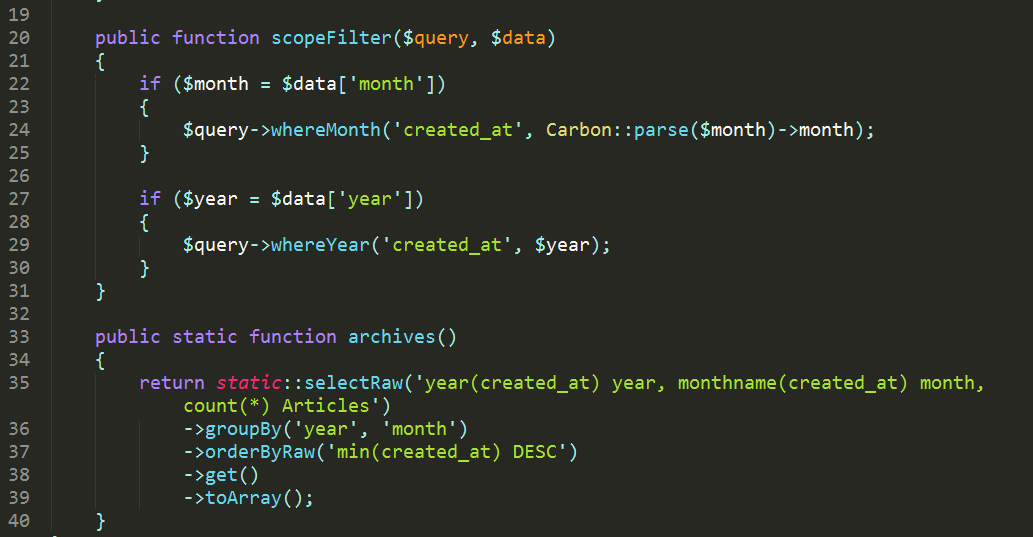 19
20 public function scopeFilter($query, $data)
21 {
22 if ($month = $data['month'])
23 {
24 $query->whereMonth('created_at', Carbon::parse($month)->month);
25 }
26
27 if ($year = $data['year'])
28 {
29 $query->whereYear('created_at', $year);
30 }
31 }
32
33 public static function archives()
34 {
35 return static::selectRaw('year(created_at) year, monthname(created_at) month,
count(*) Articles')
36 ->groupBy('year', 'month')
37 ->orderByRaw('min(created_at) DESC')
38 ->get()
39 ->toArray();
40 }